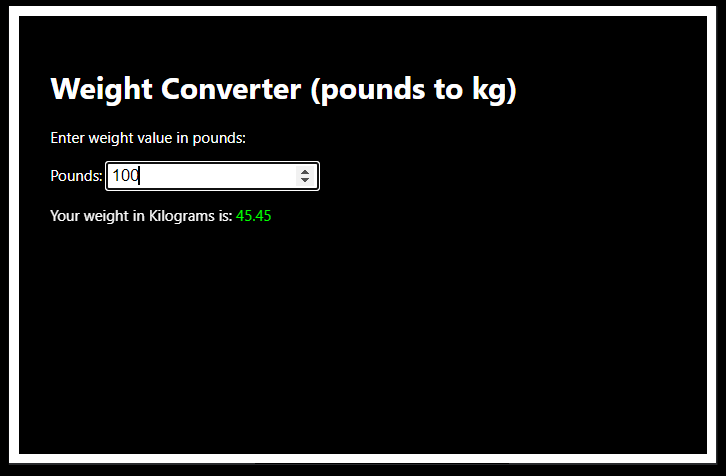 Weight Converter (pounds to kg)
Enter weight value in pounds:
Pounds: 100
Your weight in Kilograms is: 45.45